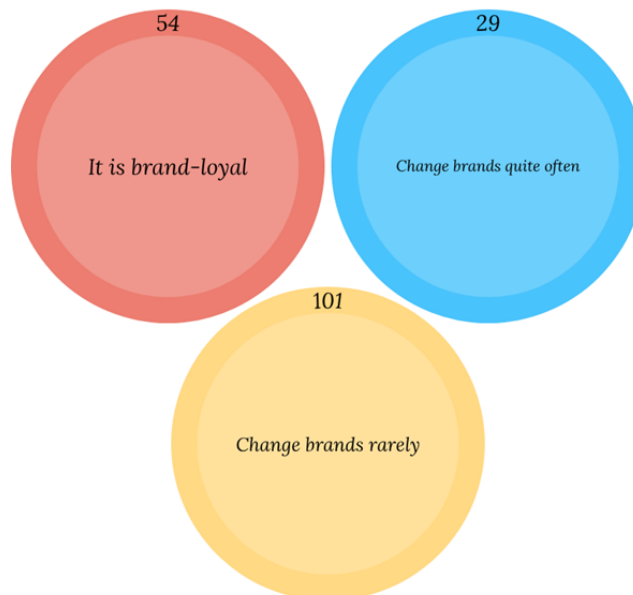 54
29
It is brand-loyal
Change brands quite often
101
Change brands rarely